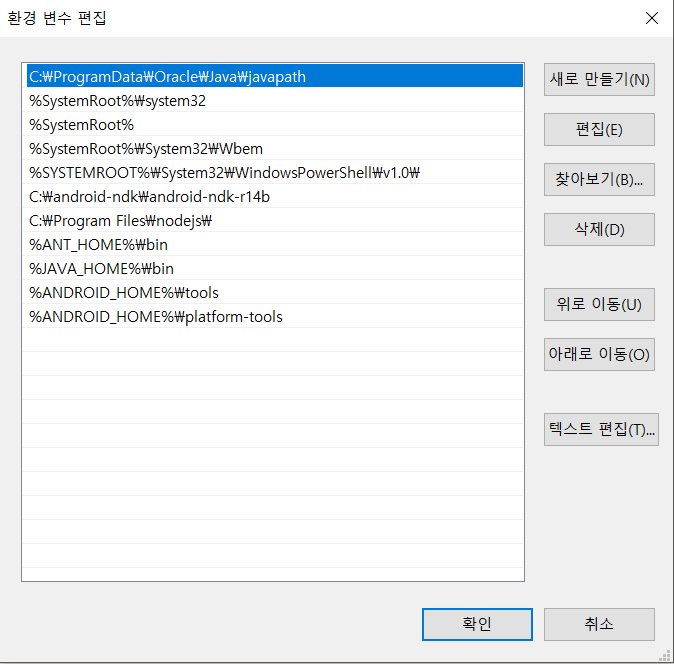 환경 변수 편집
C:₩ProgramData₩Oracle₩Java₩javapath
%SystemRoot%₩system32
%SystemRoot%
%SystemRoot%₩System32₩Wbem
%SYSTEMROOT%₩System32₩WindowsPowerShell₩v1.0₩
C:₩android-ndk₩android-ndk-r14b
C:₩Program Files₩nodejs₩
%ANT_HOME%₩bin
%JAVA_HOME%₩bin
%ANDROID_HOME%₩tools
%ANDROID_HOME%₩platform-tools
새로 만들기(N)
편집(E)
찾아보기(B)...
삭제(D)
위로 이동(U)
아래로 이동(O)
텍스트 편집(T)...
확인
취소